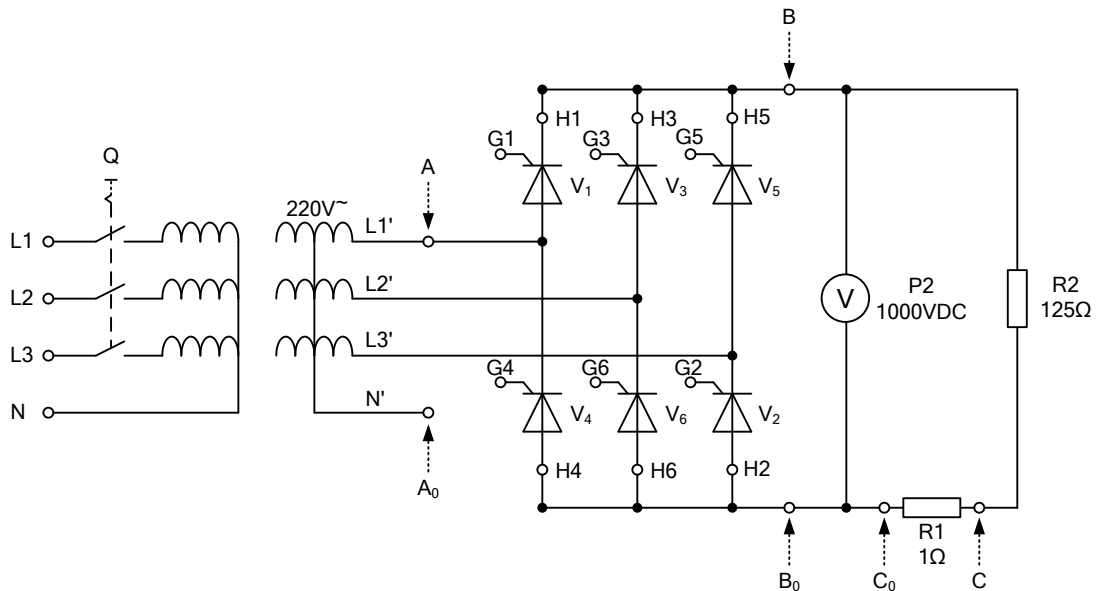 B
H1
H3
H5
G1
G3
G5
Q
A
V₁
V₃
V₅
220V~
L1
L1'
L2
L2'
V
P2
1000VDC
R2
125Ω
L3
L3'
G4
G6
G2
N
N'
V₄
V₆
V₂
H4
H6
H2
A₀
R1
1Ω
B₀
C₀
C